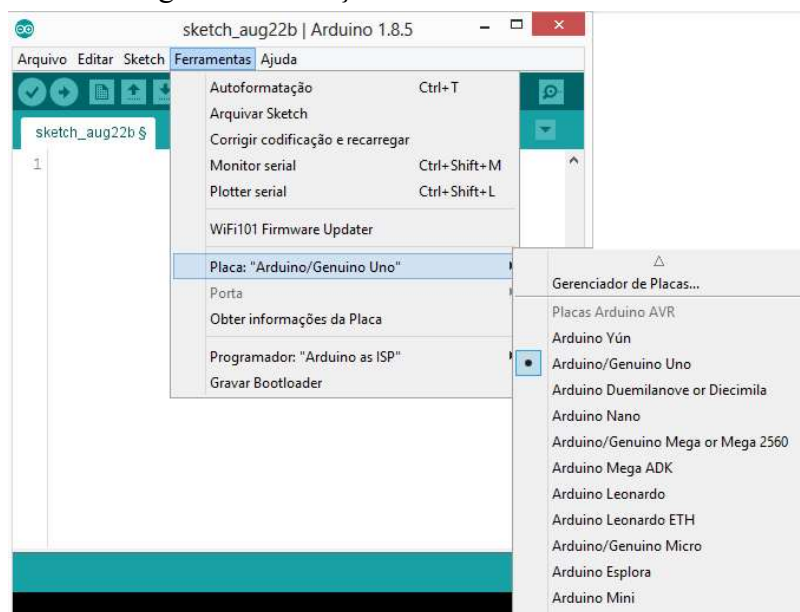 sketch_aug22b | Arduino 1.8.5
Arquivo Editar Sketch Ferramentas Ajuda
sketch_aug22b §
1
Autoformatação Ctrl+T
Arquivar Sketch
Corrigir codificação e recarregar
Monitor serial Ctrl+Shift+M
Plotter serial Ctrl+Shift+L
WiFi101 Firmware Updater
Placa: "Arduino/Genuino Uno"
Porta
Obter informações da Placa
Programador: "Arduino as ISP"
Gravar Bootloader
Gerenciador de Placas...
Placas Arduino AVR
Arduino Yún
Arduino/Genuino Uno
Arduino Duemilanove or Diecimila
Arduino Nano
Arduino/Genuino Mega or Mega 2560
Arduino Mega ADK
Arduino Leonardo
Arduino Leonardo ETH
Arduino/Genuino Micro
Arduino Esplora
Arduino Mini